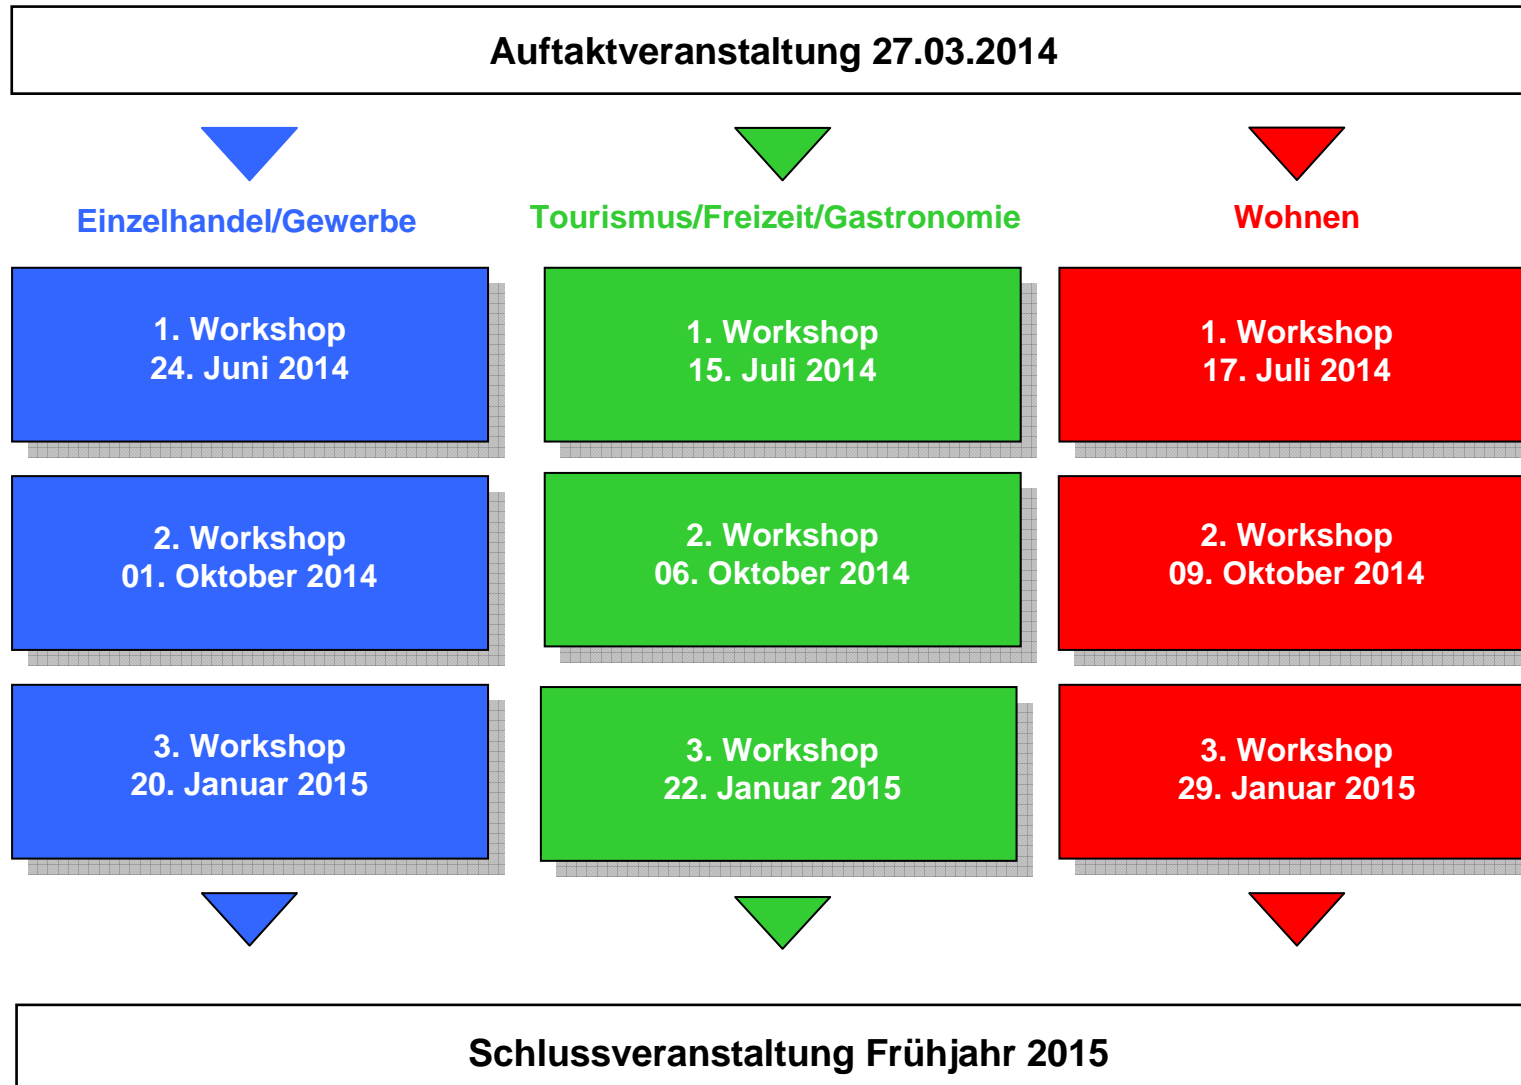 Auftaktveranstaltung 27.03.2014
Einzelhandel/Gewerbe
1. Workshop
24. Juni 2014
2. Workshop
01. Oktober 2014
3. Workshop
20. Januar 2015
Tourismus/Freizeit/Gastronomie
1. Workshop
15. Juli 2014
2. Workshop
06. Oktober 2014
3. Workshop
22. Januar 2015
Wohnen
1. Workshop
17. Juli 2014
2. Workshop
09. Oktober 2014
3. Workshop
29. Januar 2015
Schlussveranstaltung Frühjahr 2015